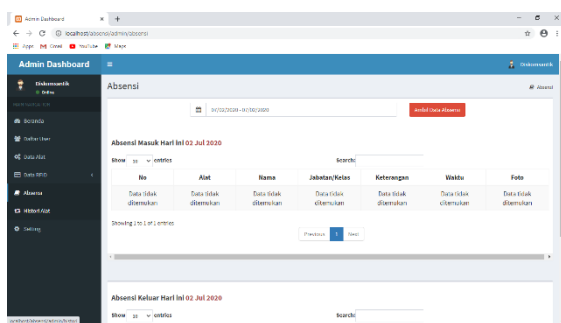 Admin Dashboard
localhost/absensi/admin/absensi
Apps Gmail YouTube Maps
Admin Dashboard
Diskomsantik
Diskomsantik
Online
Absensi
Absensi
Beranda
07/02/2020 - 07/02/2020
Ambil Data Absensi
Daftar User
Data Alat
Data RFID
Absensi
Histori Alat
Setting
Absensi Masuk Hari Ini 02 Jul 2020
Show entries
Search:
No Alat Nama Jabatan/Kelas Keterangan Waktu Foto
Data tidak ditemukan Data tidak ditemukan Data tidak ditemukan Data tidak ditemukan Data tidak ditemukan Data tidak ditemukan Data tidak ditemukan
Showing 1 to 1 of 1 entries
Previous 1 Next
Absensi Keluar Hari Ini 02 Jul 2020
Show entries
Search: